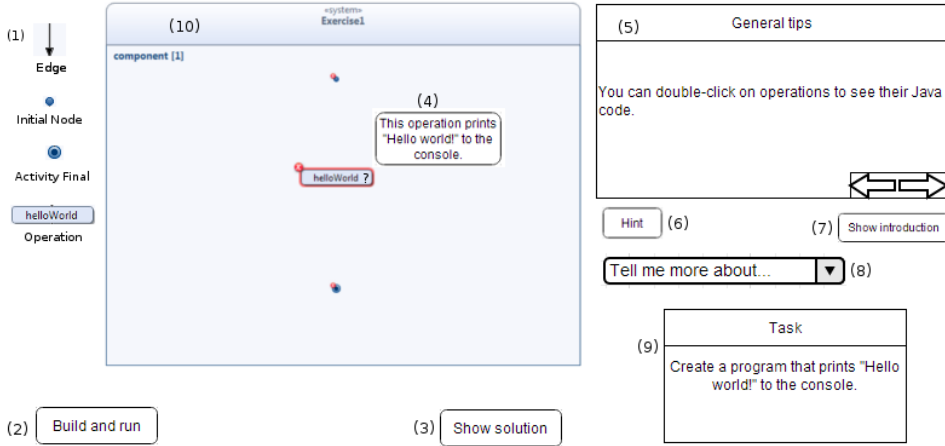 (1)
Edge
Initial Node
Activity Final
helloWorld
Operation
(10)
«system»
Exercise1
component [1]
(4)
This operation prints
"Hello world!" to the
console.
helloWorld ?
(5)
General tips
You can double-click on operations to see their Java
code.
Hint
(6)
(7)
Show introduction
Tell me more about...
(8)
(9)
Task
Create a program that prints "Hello
world!" to the console.
(2)
Build and run
(3)
Show solution